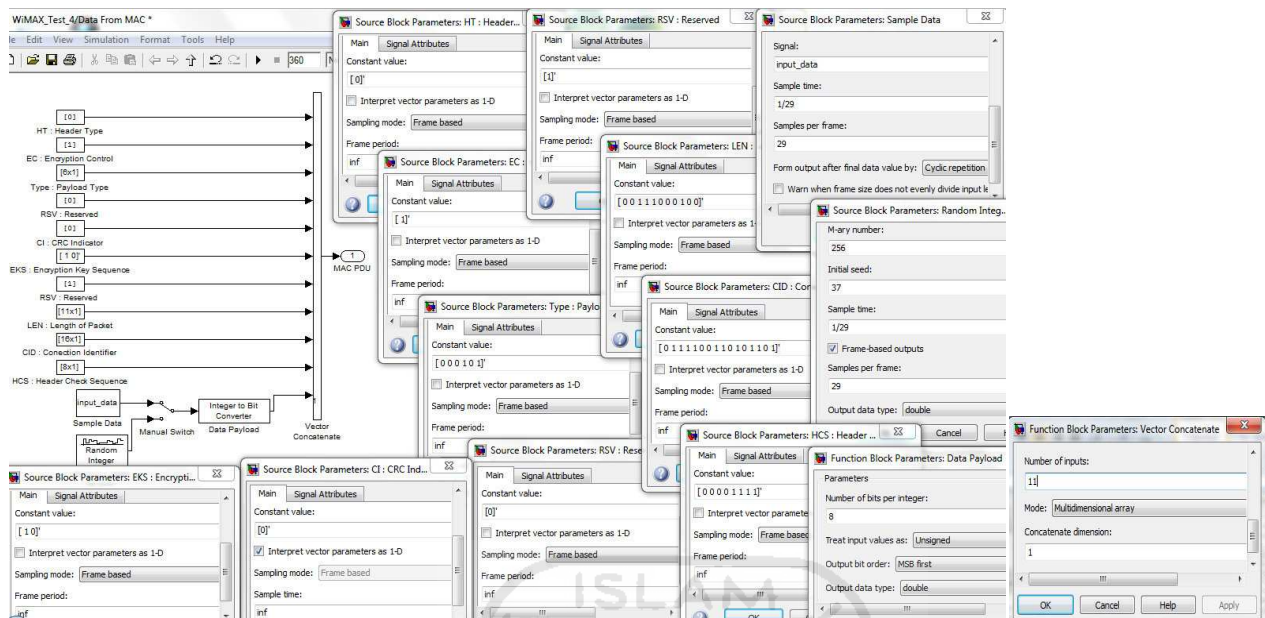 WiMAX_Test_4/Data From MAC *
Edit View Simulation Format Tools Help
360
[0]
HT : Header Type
[1]
EC : Encryption Control
[6x1]
Type : Payload Type
[0]
RSV : Reserved
[0]
CI : CRC Indicator
[ 1 0]'
EKS : Encryption Key Sequence
[1]
RSV : Reserved
[11x1]
LEN : Length of Packet
[16x1]
CID : Conection Identifier
[8x1]
HCS : Header Check Sequence
input_data
Sample Data
Manual Switch
Integer to Bit
Converter
Data Payload
Random
Integer
Vector
Concatenate
1
MAC PDU
Source Block Parameters: HT : Header...
Main Signal Attributes
Constant value:
[ 0]'
Interpret vector parameters as 1-D
Sampling mode: Frame based
Frame period:
inf
Source Block Parameters: EC :
Main Signal Attributes
Constant value:
[ 1]'
Interpret vector parameters as 1-D
Sampling mode: Frame based
Frame period:
inf
Source Block Parameters: Type : Paylo
Main Signal Attributes
Constant value:
[ 0 0 0 1 0 1]'
Interpret vector parameters as 1-D
Sampling mode: Frame based
Frame period:
inf
Source Block Parameters: RSV : Rese
Main Signal Attributes
Constant value:
[0]'
Interpret vector parameters as 1-D
Sampling mode: Frame based
Frame period:
inf
Source Block Parameters: CI : CRC Ind...
Main Signal Attributes
Constant value:
[0]'
Interpret vector parameters as 1-D
Sampling mode: Frame based
Sample time:
inf
Source Block Parameters: EKS : Encrypti...
Main Signal Attributes
Constant value:
[ 1 0]'
Interpret vector parameters as 1-D
Sampling mode: Frame based
Frame period:
inf
Source Block Parameters: RSV : Reserved
Main Signal Attributes
Constant value:
[1]'
Interpret vector parameters as 1-D
Sampling mode: Frame based
Frame period:
inf
Source Block Parameters: LEN :
Main Signal Attributes
Constant value:
[ 0 0 1 1 1 0 0 0 1 0 0]'
Interpret vector parameters as 1-
Sampling mode: Frame based
Frame period:
inf
Source Block Parameters: CID : Con
Main Signal Attributes
Constant value:
[ 0 1 1 1 1 0 0 1 1 0 1 0 1 1 0 1]'
Interpret vector parameters as 1-D
Sampling mode: Frame based
Frame period:
inf
Source Block Parameters: HCS : Header ...
Main Signal Attributes
Constant value:
[ 0 0 0 0 1 1 1 1]'
Interpret vector paramete
Sampling mode: Frame based
Frame period:
inf
OK
Source Block Parameters: Sample Data
Signal:
input_data
Sample time:
1/29
Samples per frame:
29
Form output after final data value by: Cyclic repetition
Warn when frame size does not evenly divide input le
Source Block Parameters: Random Integ...
M-ary number:
256
Initial seed:
37
Sample time:
1/29
Frame-based outputs
Samples per frame:
29
Output data type: double
Cancel
Function Block Parameters: Data Payload
Parameters
Number of bits per integer:
8
Treat input values as: Unsigned
Output bit order: MSB first
Output data type: double
Function Block Parameters: Vector Concatenate
Number of inputs:
11
Mode: Multidimensional array
Concatenate dimension:
1
OK Cancel Help Apply
ISLAM